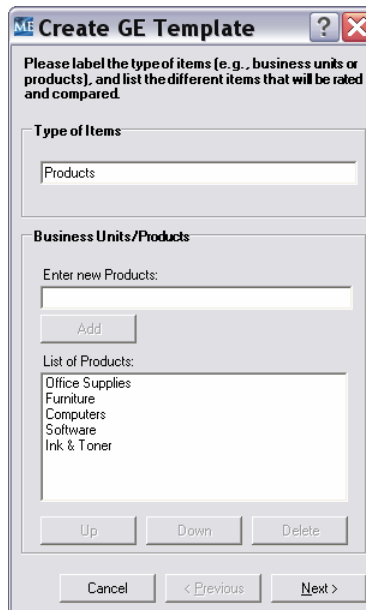 ME Create GE Template ?
Please label the type of items (e.g., business units or
products), and list the different items that will be rated
and compared.
Type of Items
Products
Business Units/Products
Enter new Products:
Add
List of Products:
Office Supplies
Furniture
Computers
Software
Ink & Toner
Up Down Delete
Cancel < Previous Next >